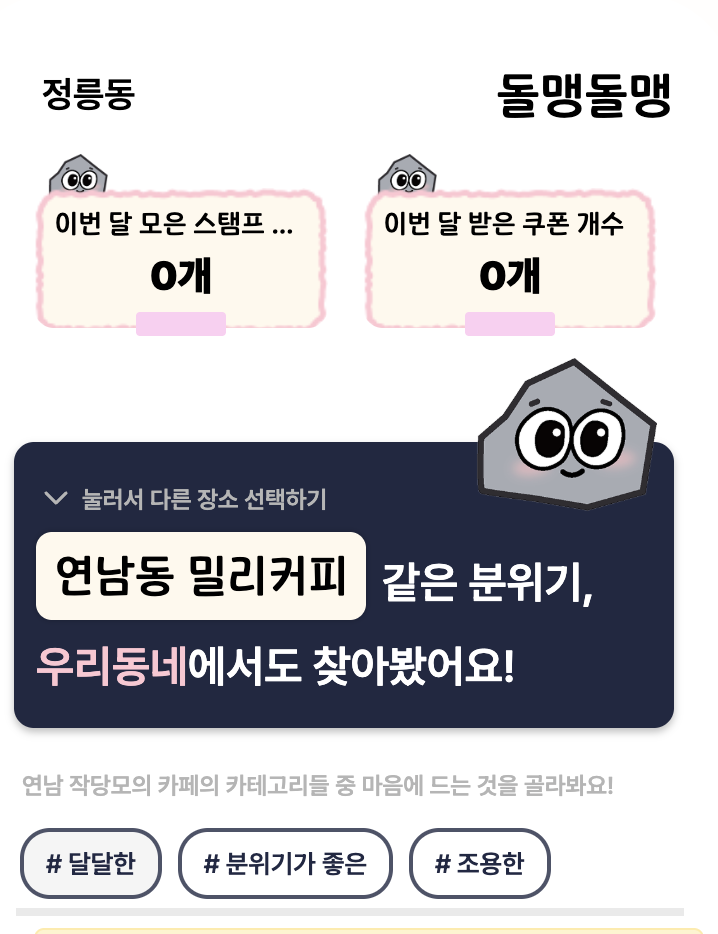 정릉동
돌맹돌맹
이번 달 모은 스탬프 ...
0개
이번 달 받은 쿠폰 개수
0개
눌러서 다른 장소 선택하기
연남동 밀리커피 같은 분위기,
우리동네에서도 찾아봤어요!
연남 작당모의 카페의 카테고리들 중 마음에 드는 것을 골라봐요!
# 달달한
# 분위기가 좋은
# 조용한